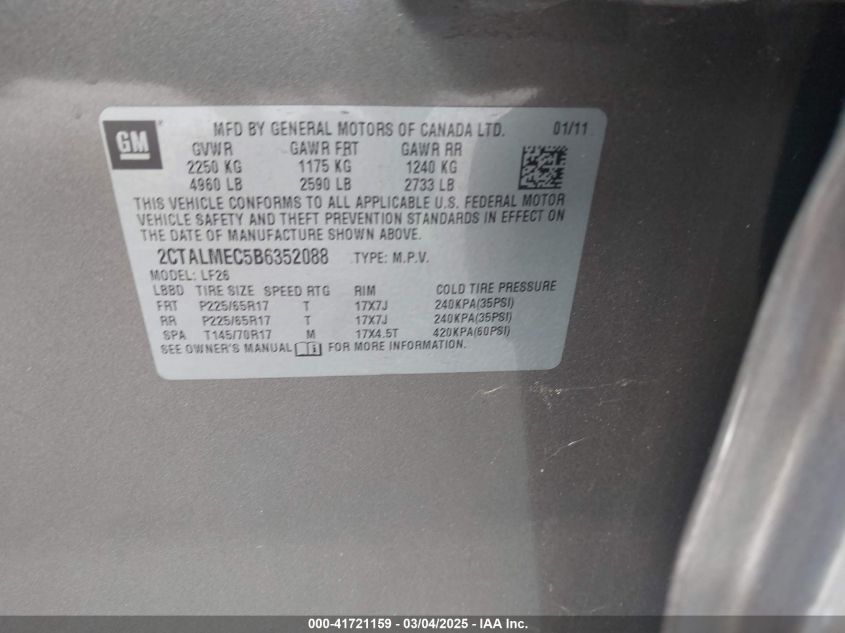 GM
MFD BY GENERAL MOTORS OF CANADA LTD. 01/11
GVWR GAWR FRT GAWR RR
2250 KG 1175 KG 1240 KG
4960 LB 2590 LB 2733 LB
THIS VEHICLE CONFORMS TO ALL APPLICABLE U.S. FEDERAL MOTOR
VEHICLE SAFETY AND THEFT PREVENTION STANDARDS IN EFFECT ON
THE DATE OF MANUFACTURE SHOWN ABOVE.
2CTALMEC5B6352088 TYPE: M.P.V.
MODEL: LF26
LBBD TIRE SIZE SPEED RTG RIM COLD TIRE PRESSURE
FRT P225/65R17 T 17X7J 240KPA(35PSI)
RR P225/65R17 T 17X7J 240KPA(35PSI)
SPA T145/70R17 M 17X4.5T 420KPA(60PSI)
SEE OWNER'S MANUAL FOR MORE INFORMATION.
000-41721159 - 03/04/2025 - IAA Inc.